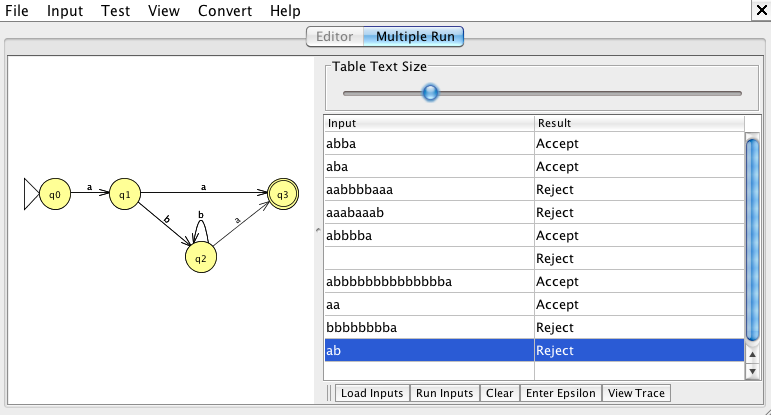 File Input Test View Convert Help
Editor Multiple Run
Table Text Size
Input Result
abba Accept
aba Accept
aabbbbaaa Reject
aaabaaab Reject
abbbba Accept
Reject
abbbbbbbbbbbbbba Accept
aa Accept
bbbbbbbbba Reject
ab Reject
q0 a q1 a q3
b b a
q2
Load Inputs Run Inputs Clear Enter Epsilon View Trace